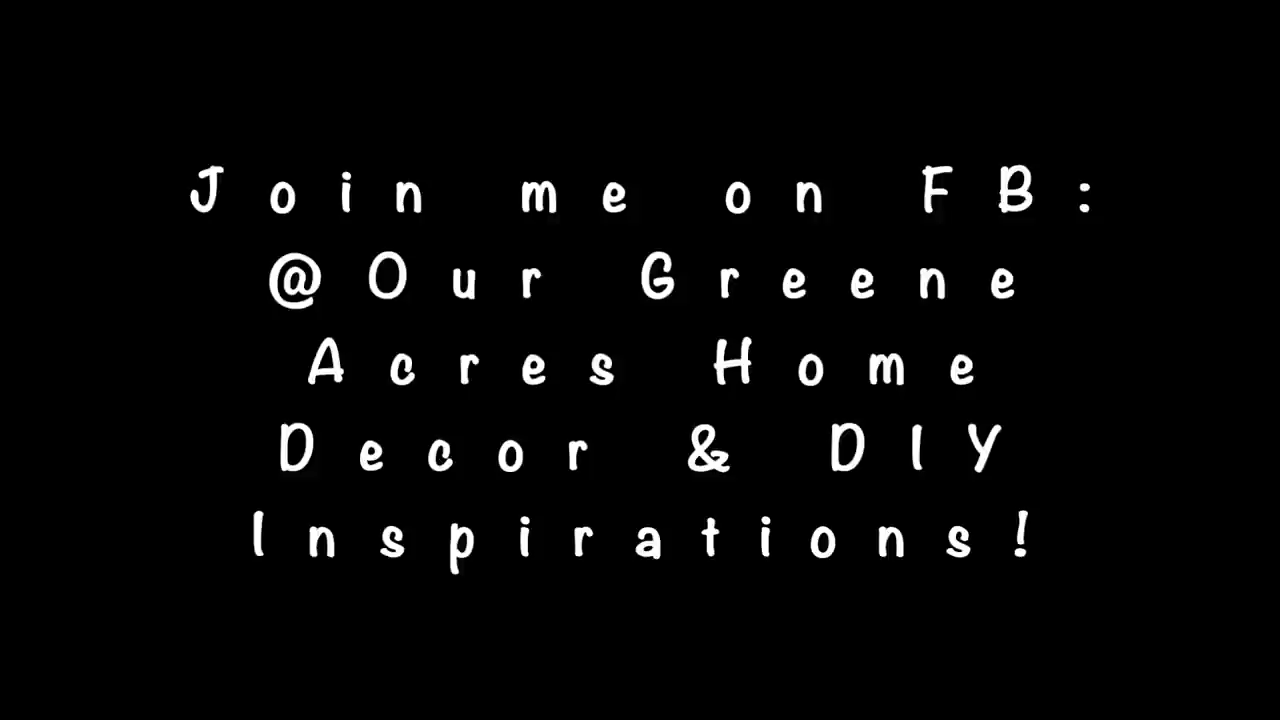 Join me on FB:
@Our Greene
Acres Home
Decor & DIY
Inspirations!